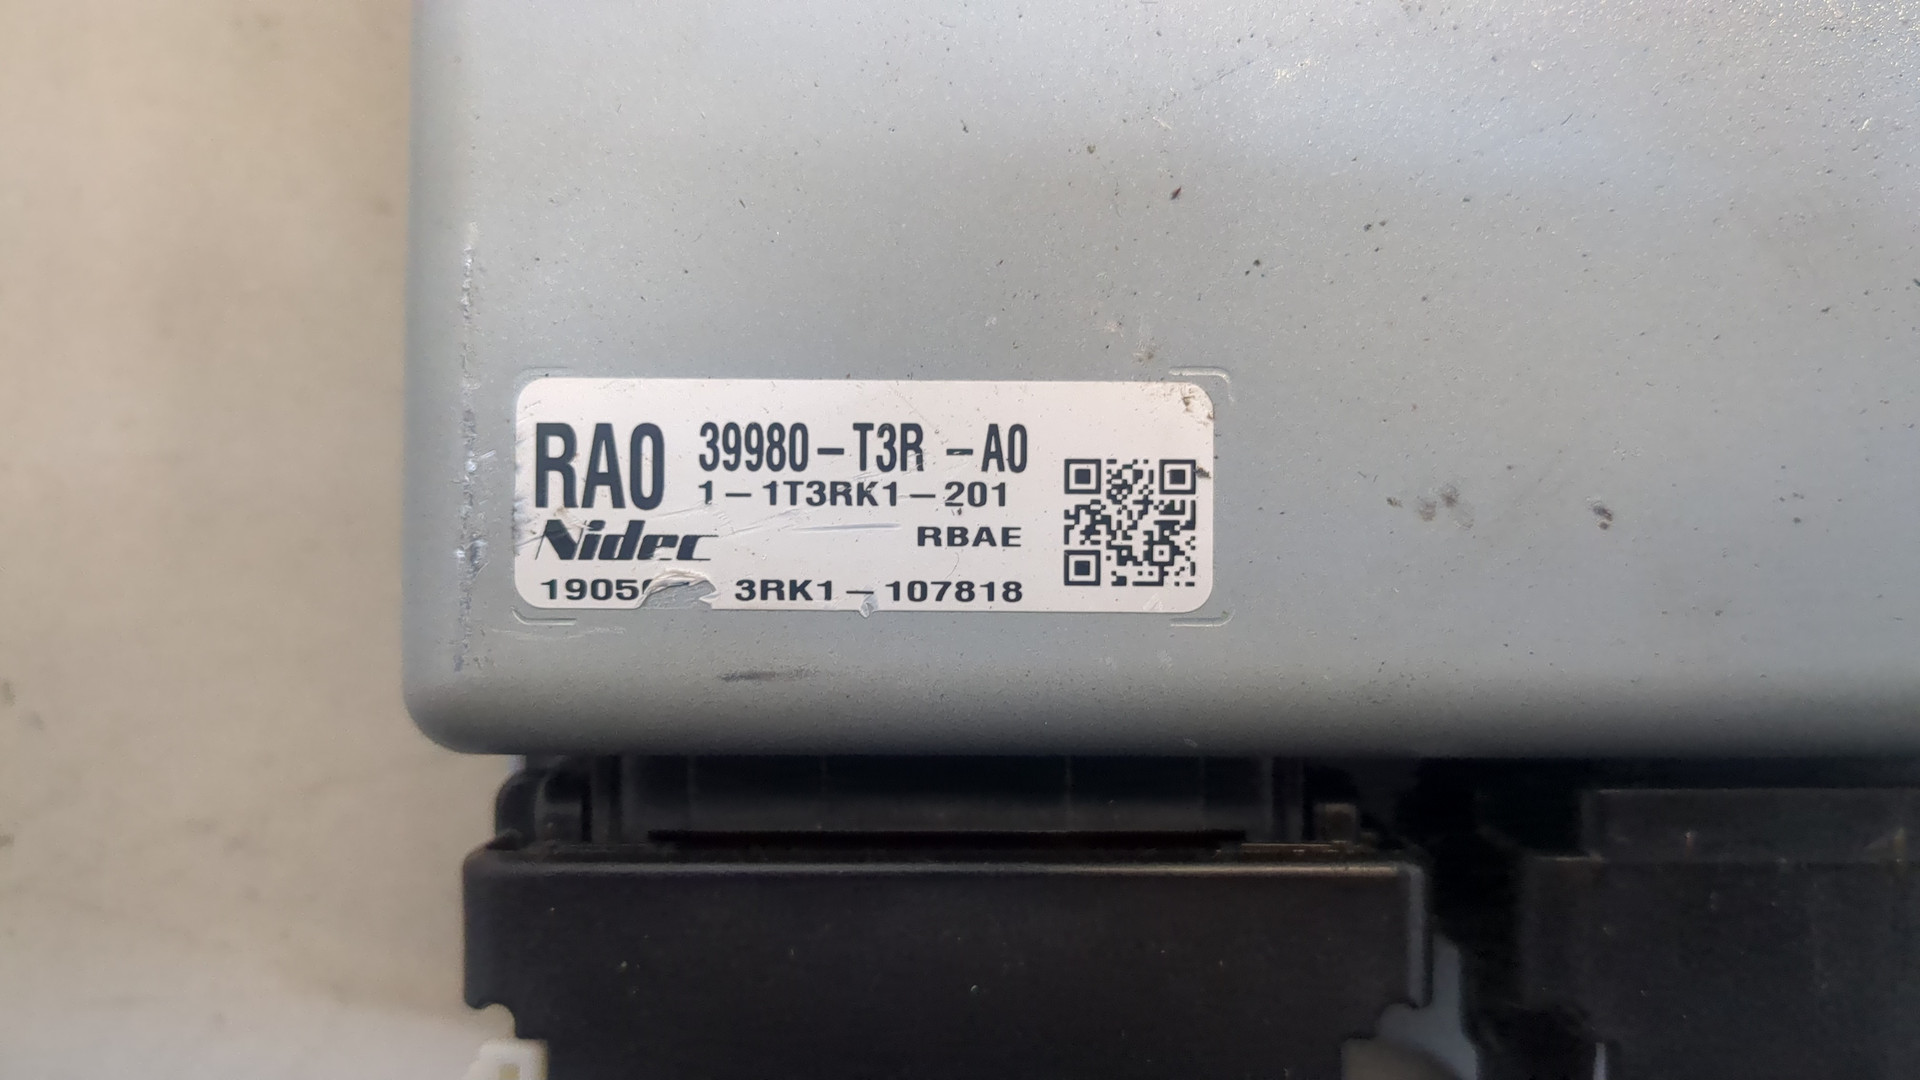 RA0 39980-T3R -A0
1-1T3RK1-201
Nidec RBAE
3RK1-107818